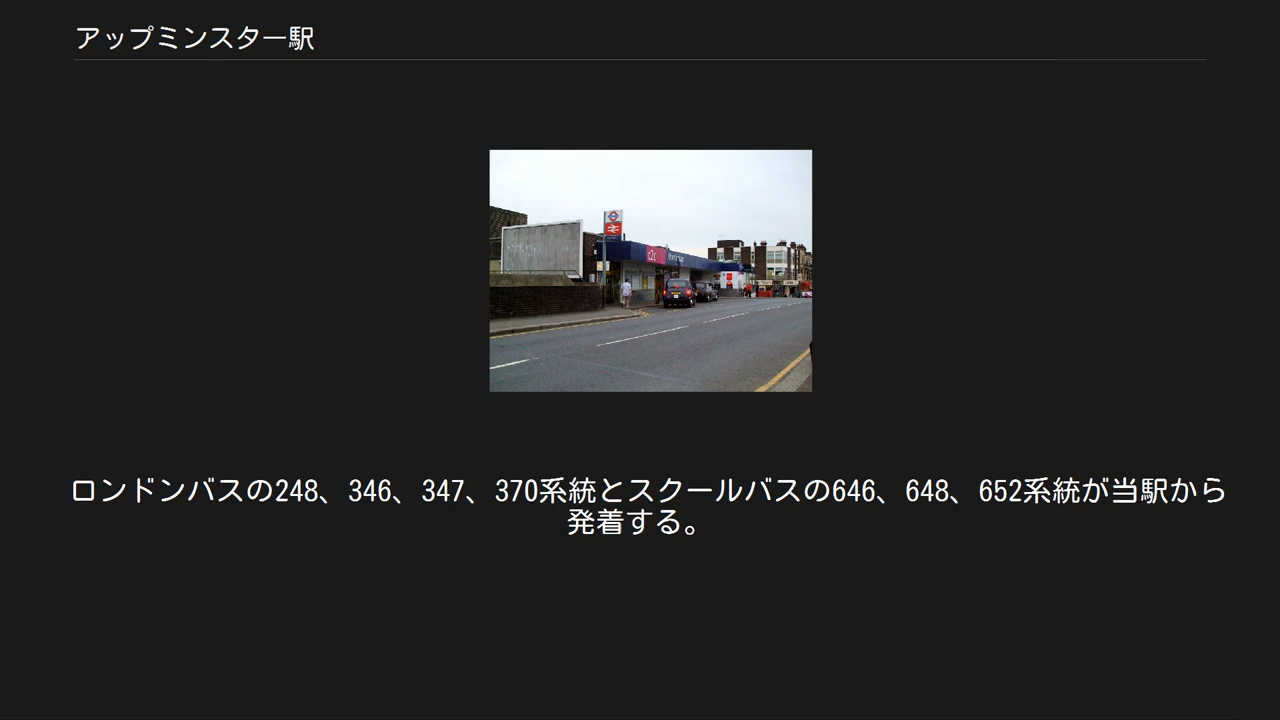 アップミンスター駅
c2c
ロンドンバスの248、346、347、370系統とスクールバスの646、648、652系統が当駅から
発着する。